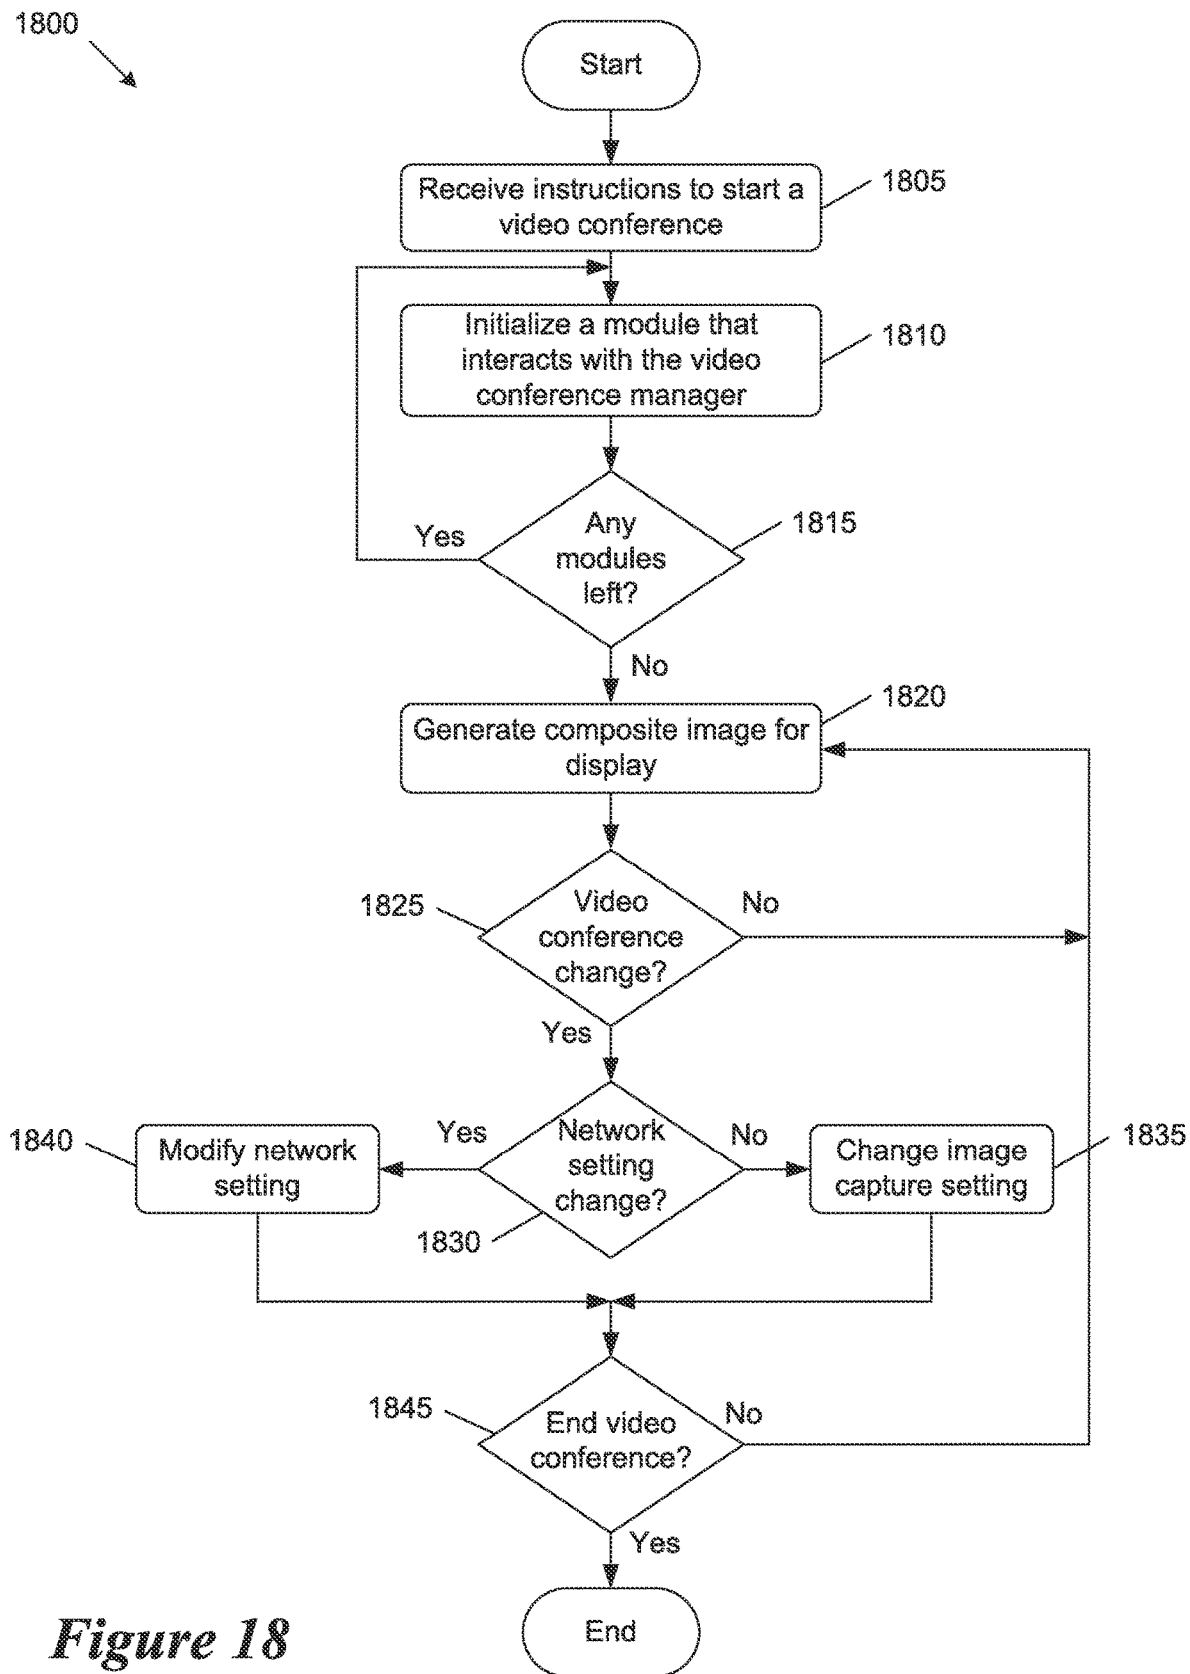 1800
Start
Receive instructions to start a
video conference
1805
Initialize a module that
interacts with the video
conference manager
1810
Any
modules
left?
1815
Yes
No
Generate composite image for
display
1820
Video
conference
change?
1825
No
Yes
Network
setting
change?
1830
Yes
No
Modify network
setting
1840
Change image
capture setting
1835
End video
conference?
1845
No
Yes
End
Figure 18